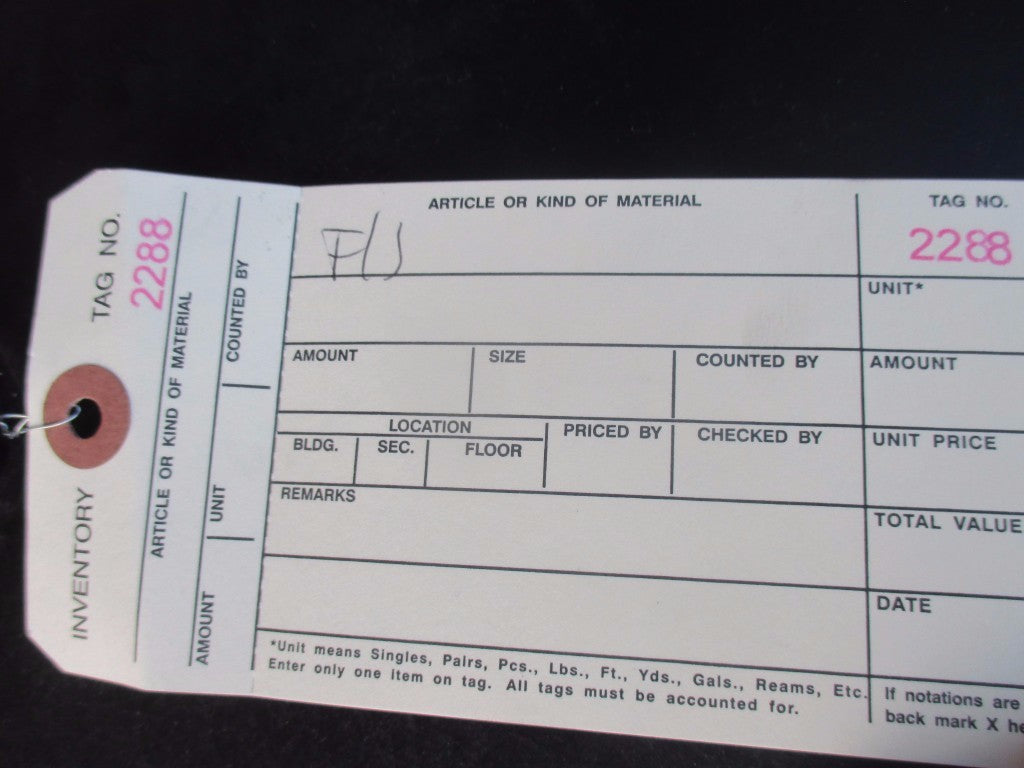 TAG NO.
2288
INVENTORY
ARTICLE OR KIND OF MATERIAL
COUNTED BY
UNIT
AMOUNT
ARTICLE OR KIND OF MATERIAL
TAG NO.
2288
UNIT*
AMOUNT
SIZE
COUNTED BY
AMOUNT
LOCATION
PRICED BY
CHECKED BY
UNIT PRICE
BLDG.
SEC.
FLOOR
REMARKS
TOTAL VALUE
DATE
*Unit means Singles, Pairs, Pcs., Lbs., Ft., Yds., Gals., Reams, Etc.
Enter only one item on tag. All tags must be accounted for.
If notations are
back mark X he